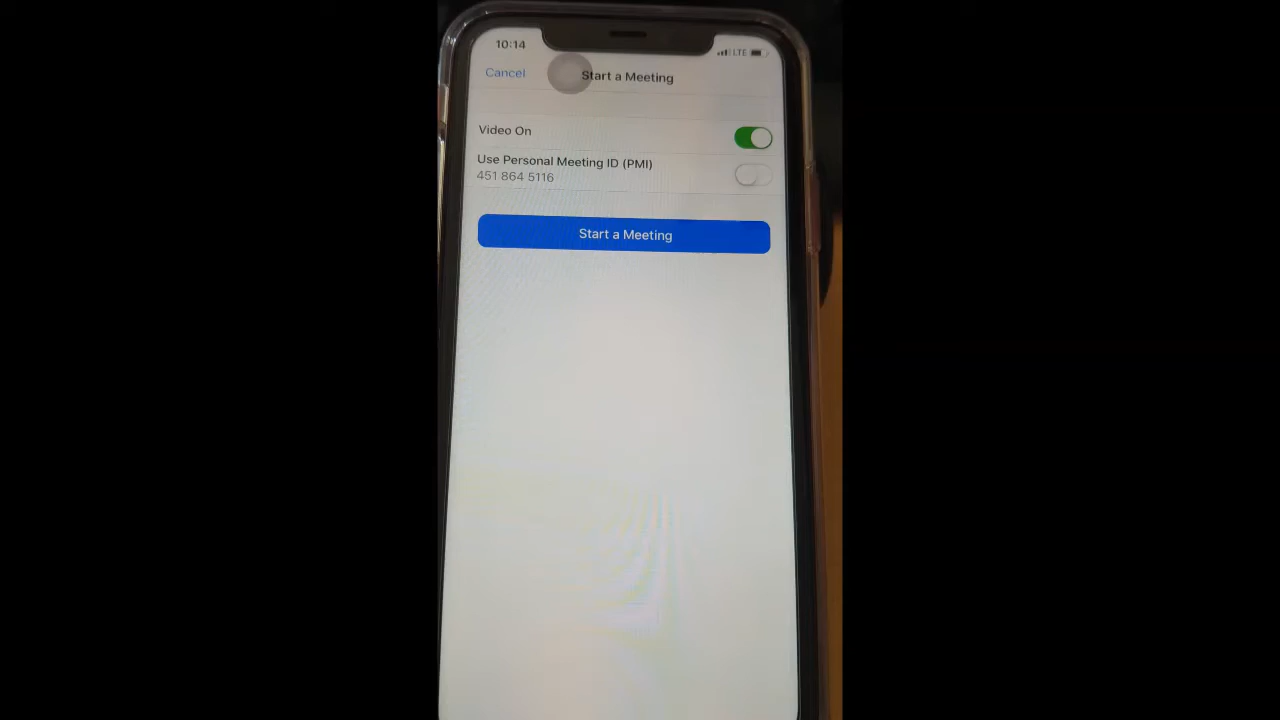 10:14
LTE
Cancel
Start a Meeting
Video On
Use Personal Meeting ID (PMI)
451 864 5116
Start a Meeting